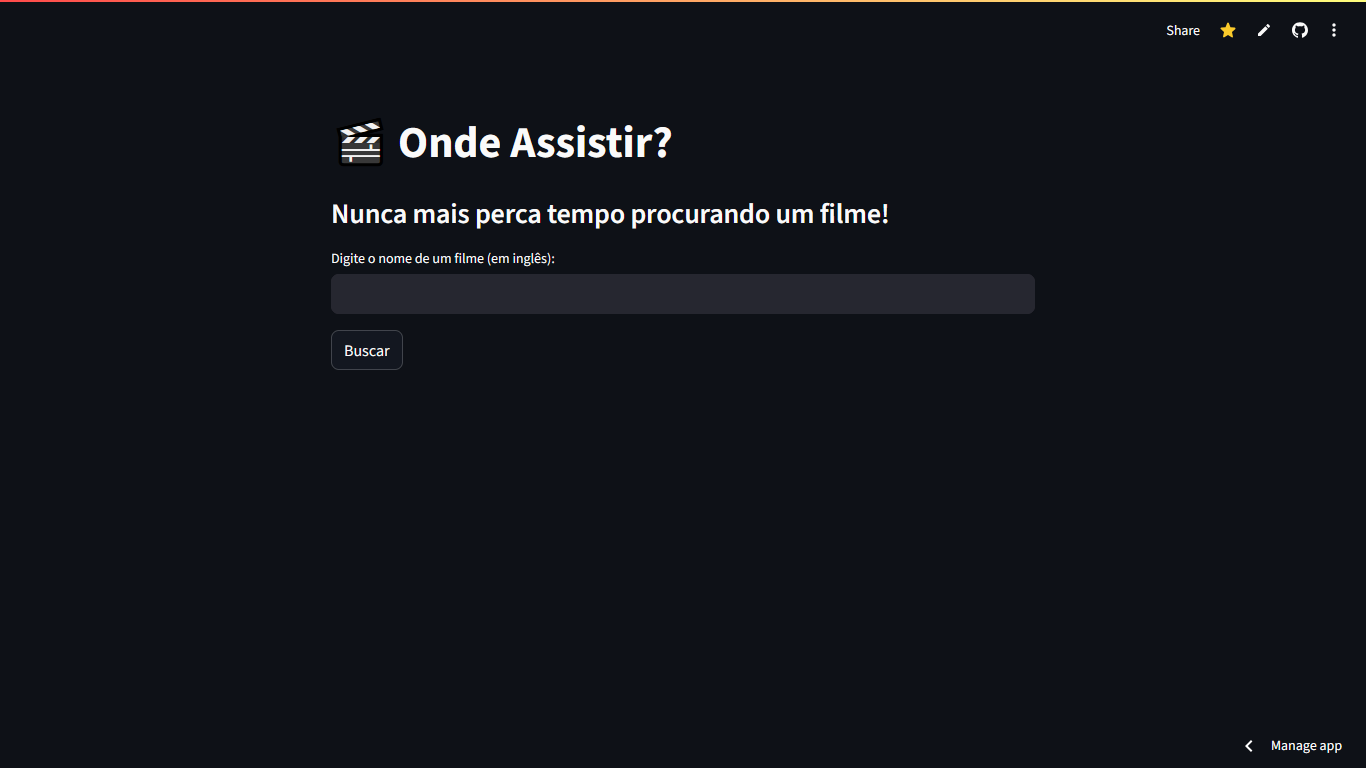 Share
Onde Assistir?
Nunca mais perca tempo procurando um filme!
Digite o nome de um filme (em inglês):
Buscar
Manage app